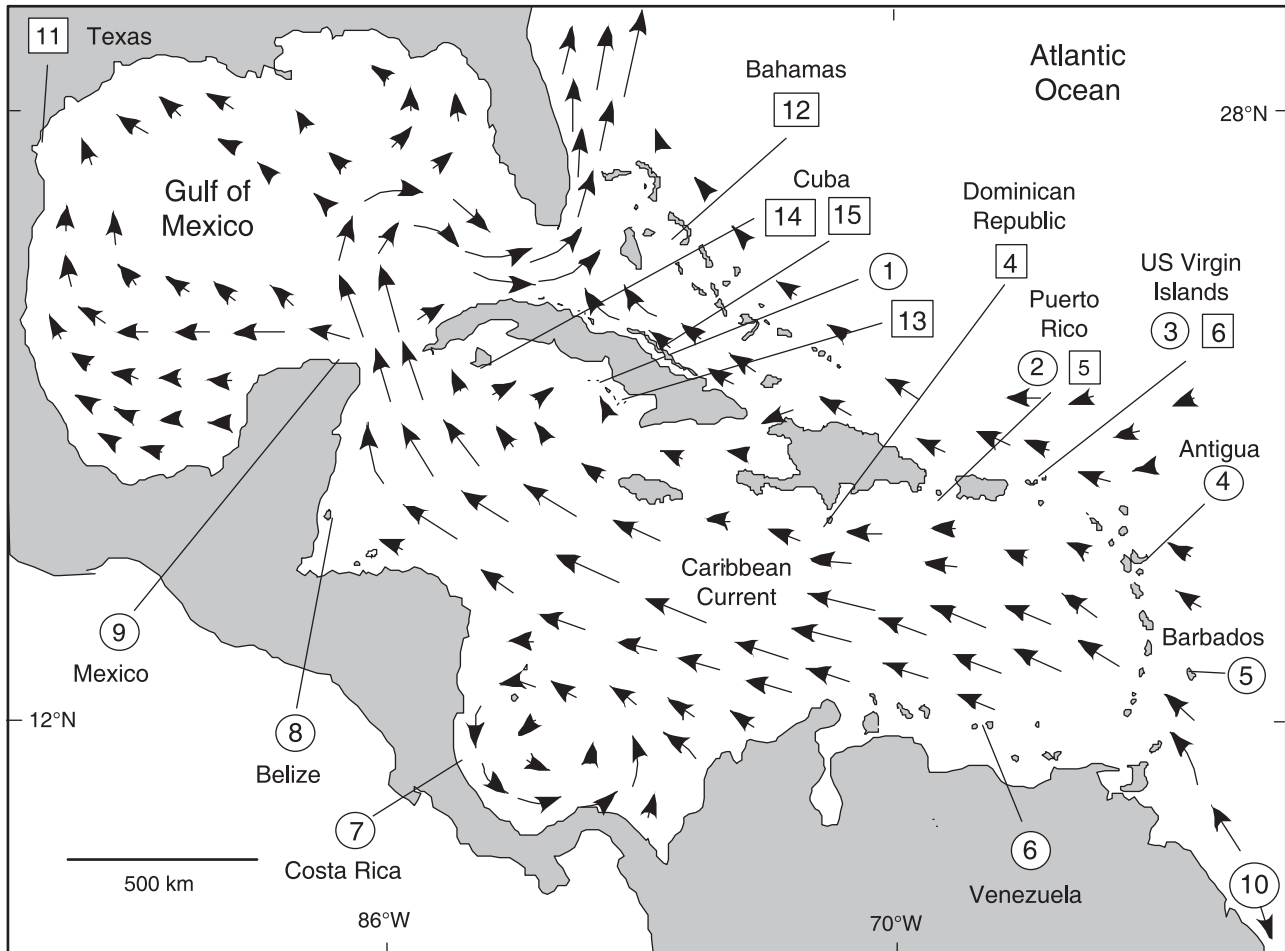 11 Texas
Atlantic
Ocean
Bahamas
12
28°N
Gulf of
Mexico
Cuba
14 15
Dominican
Republic
4
1
US Virgin
Islands
3 6
Puerto
Rico
2 5
13
Antigua
4
Caribbean
Current
9
Mexico
Barbados
5
12°N
8
Belize
7
Costa Rica
6
Venezuela
10
500 km
86°W
70°W